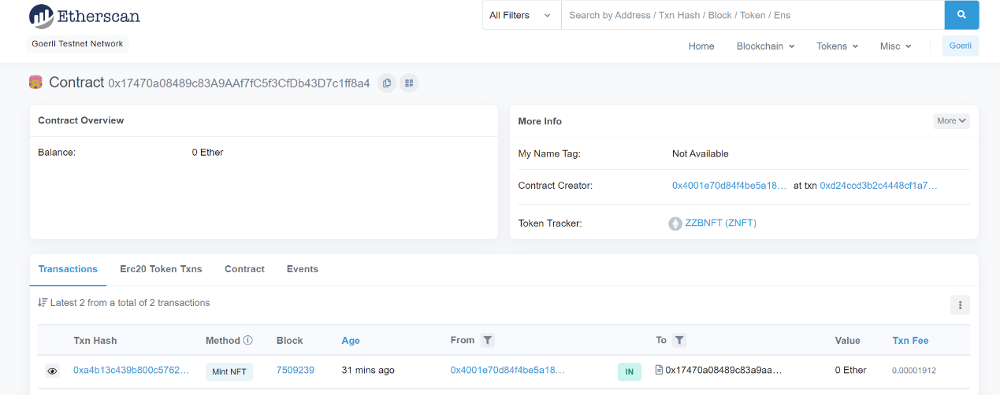 Etherscan
All Filters Search by Address / Txn Hash / Block / Token / Ens
Goerli Testnet Network
Home Blockchain Tokens Misc Goerli
Contract 0x17470a08489c83A9AAf7fC5f3CfDb43D7c1ff8a4
Contract Overview
Balance: 0 Ether
More Info More
My Name Tag: Not Available
Contract Creator: 0x4001e70d84f4be5a18... at txn 0xd24ccd3b2c4448cf1a7...
Token Tracker: ZZBNFT (ZNFT)
Transactions Erc20 Token Txns Contract Events
Latest 2 from a total of 2 transactions
Txn Hash Method Block Age From To Value Txn Fee
0xa4b13c439b800c5762... Mint NFT 7509239 31 mins ago 0x4001e70d84f4be5a18... IN 0x17470a08489c83a9aa... 0 Ether 0.00001912